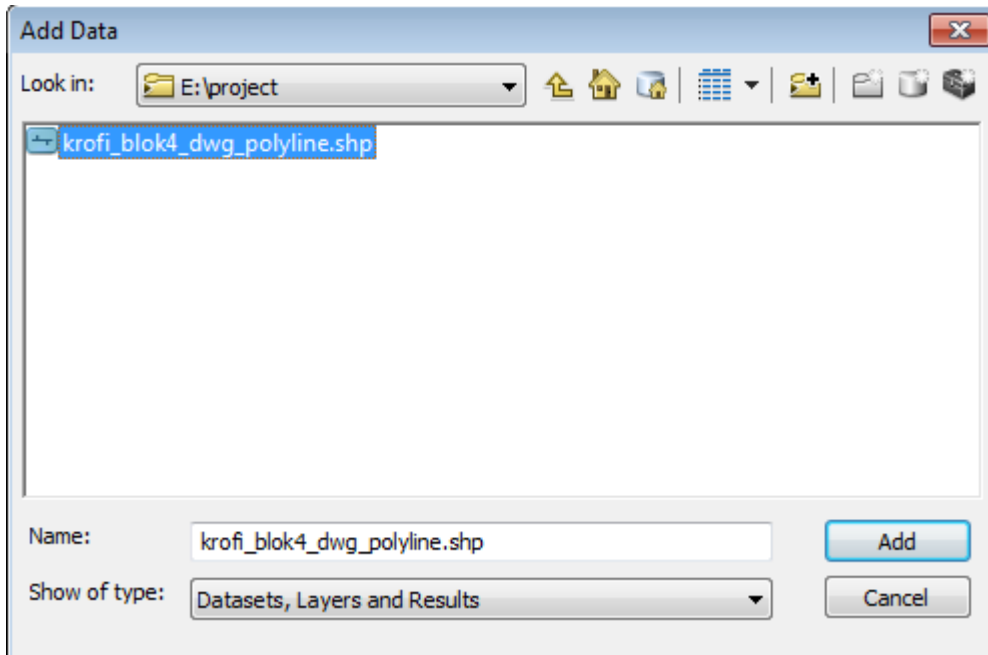 Add Data
Look in: E:\project
krofi_blok4_dwg_polyline.shp
Name: krofi_blok4_dwg_polyline.shp Add
Show of type: Datasets, Layers and Results Cancel